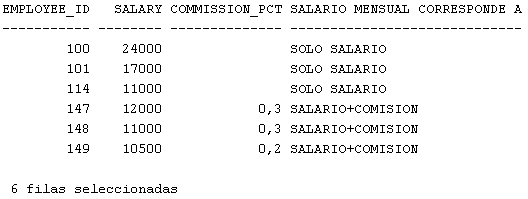 EMPLOYEE_ID SALARY COMMISSION_PCT SALARIO MENSUAL CORRESPONDE A
----------- -------- -------------- -----------------------------
100 24000 SOLO SALARIO
101 17000 SOLO SALARIO
114 11000 SOLO SALARIO
147 12000 0,3 SALARIO+COMISION
148 11000 0,3 SALARIO+COMISION
149 10500 0,2 SALARIO+COMISION
6 filas seleccionadas